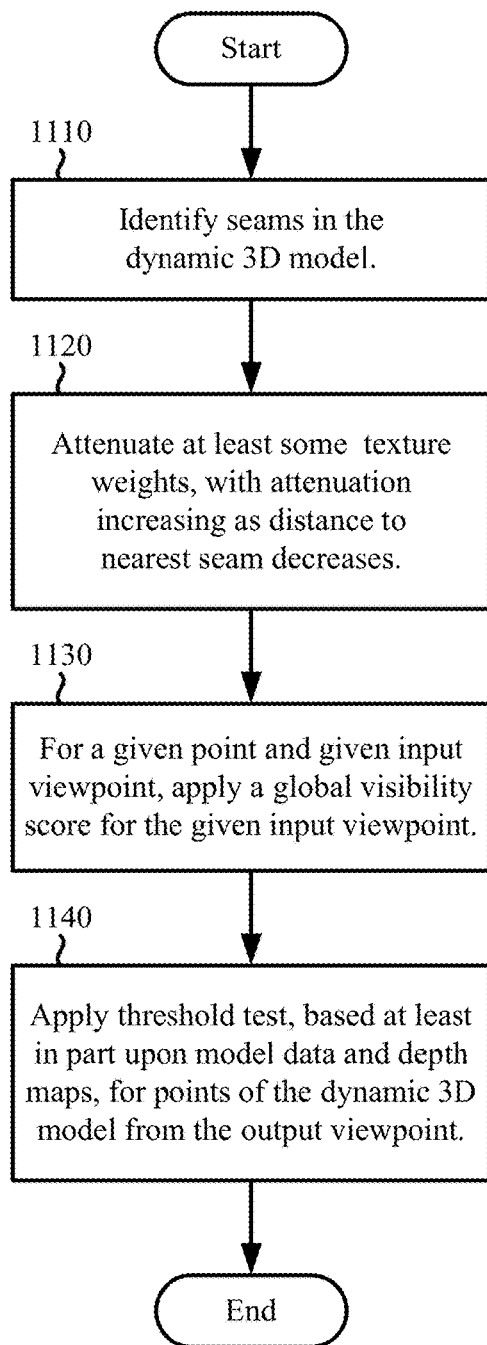 Start
1110
Identify seams in the
dynamic 3D model.
1120
Attenuate at least some texture
weights, with attenuation
increasing as distance to
nearest seam decreases.
1130
For a given point and given input
viewpoint, apply a global visibility
score for the given input viewpoint.
1140
Apply threshold test, based at least
in part upon model data and depth
maps, for points of the dynamic 3D
model from the output viewpoint.
End